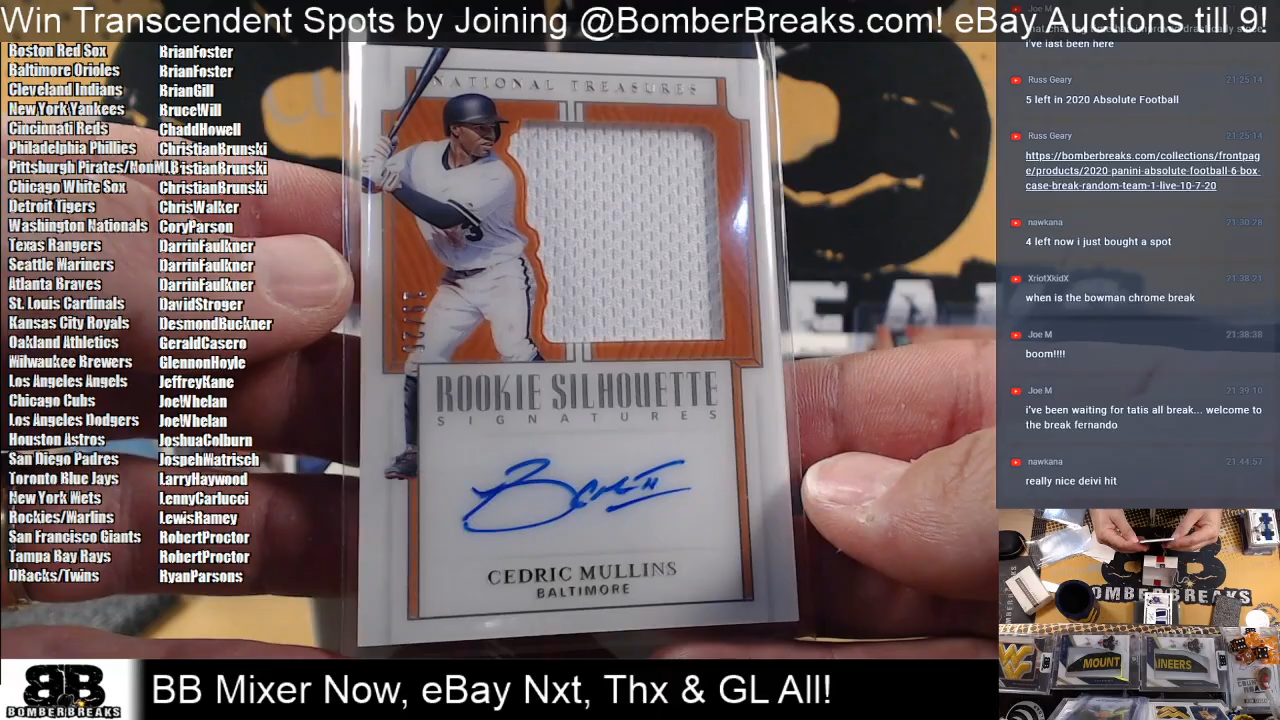 Win Transcendent Spots by Joining @BomberBreaks.com! eBay Auctions till 9!
Boston Red Sox BrianFoster
Baltimore Orioles BrianFoster
Cleveland Indians BrianGill
New York Yankees BruceWill
Cincinnati Reds ChaddHowell
Philadelphia Phillies ChristianBrunski
Pittsburgh Pirates/NonMLB
Chicago White Sox ChristianBrunski
Detroit Tigers ChrisWalker
Washington Nationals CoryParson
Texas Rangers DarrinFaulkner
Seattle Mariners DarrinFaulkner
Atlanta Braves DarrinFaulkner
St. Louis Cardinals DavidStroger
Kansas City Royals DesmondBuckner
Oakland Athletics GeraldCasero
Milwaukee Brewers GlennonHoyle
Los Angeles Angels JeffreyKane
Chicago Cubs JoeWhelan
Los Angeles Dodgers JoeWhelan
Houston Astros JoshuaColburn
San Diego Padres JospehMatrisch
Toronto Blue Jays LarryHaywood
New York Mets LennyCarlucci
Rockies/Marlins LewisRamey
San Francisco Giants RobertProctor
Tampa Bay Rays RobertProctor
DBacks/Twins RyanParsons
NATIONAL TREASURES
ROOKIE SILHOUETTE
SIGNATURES
CEDRIC MULLINS
BALTIMORE
Joe M
i've last been here
Russ Geary 21:25:14
5 left in 2020 Absolute Football
Russ Geary 21:25:14
https://bomberbreaks.com/collections/frontpag
e/products/2020-panini-absolute-football-6-box-
case-break-random-team-1-live-10-7-20
nawkana 21:30:28
4 left now i just bought a spot
XriotXkidX 21:38:21
when is the bowman chrome break
Joe M 21:38:38
boom!!!!
Joe M 21:39:10
i've been waiting for tatis all break... welcome to
the break fernando
nawkana 21:44:57
really nice deivi hit
BOMBERBREAKS
MOUNT
AINEERS
BB
BOMBERBREAKS
BB Mixer Now, eBay Nxt, Thx & GL All!